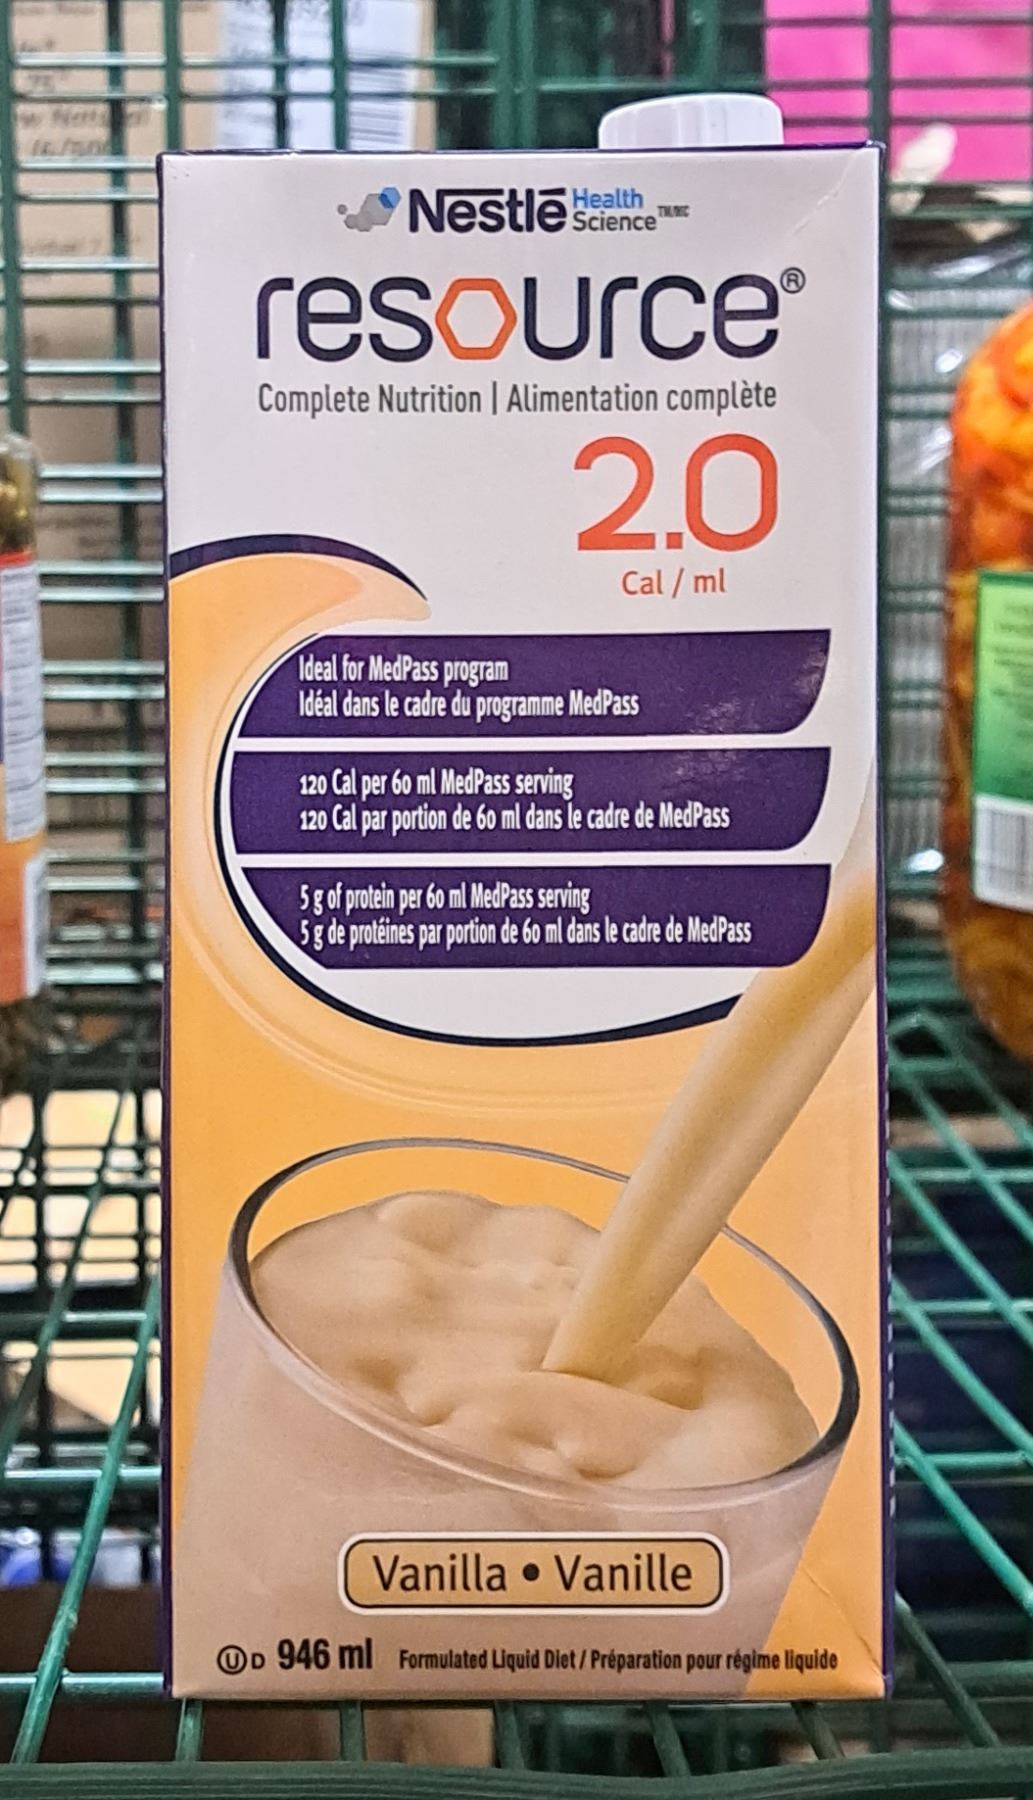 Nestlē Health Science TM/MC
resource®
Complete Nutrition | Alimentation complète
2.0
Cal / ml
Ideal for MedPass program
Idéal dans le cadre du programme MedPass
120 Cal per 60 ml MedPass serving
120 Cal par portion de 60 ml dans le cadre de MedPass
5 g of protein per 60 ml MedPass serving
5 g de protéines par portion de 60 ml dans le cadre de MedPass
Vanilla • Vanille
Ⓤ D 946 ml Formulated Liquid Diet / Préparation pour régime liquide